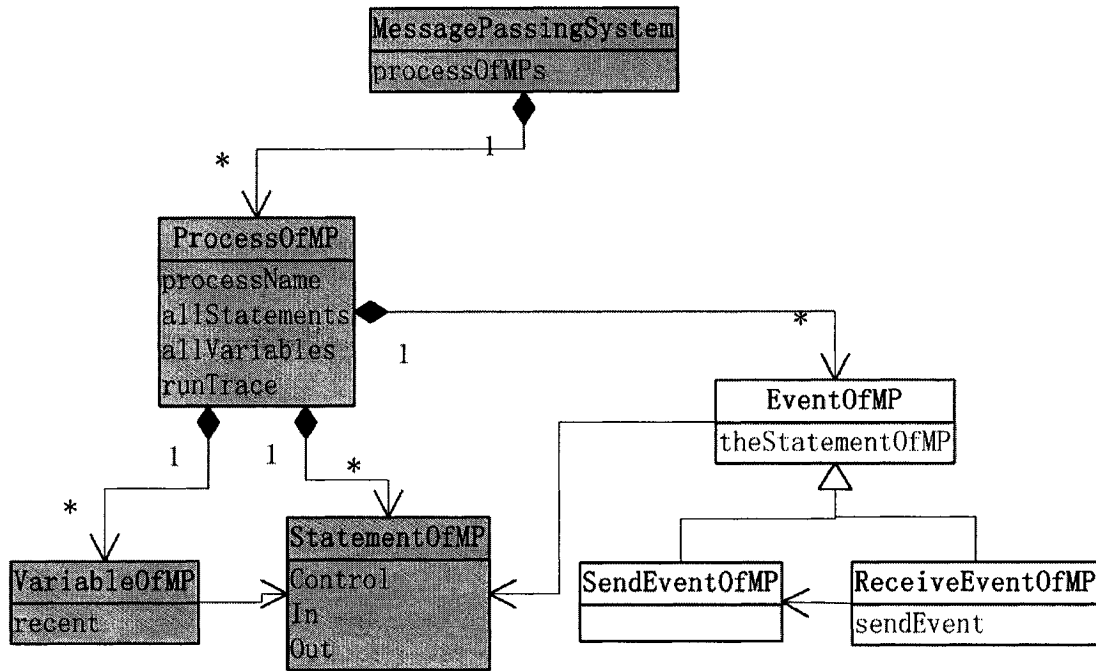 MessagePassingSystem
processOfMPs
1
*
ProcessOfMP
processName
allStatements
allVariables
runTrace
1
*
1
*
1
*
EventOfMP
theStatementOfMP
StatementOfMP
Control
In
Out
VariableOfMP
recent
SendEventOfMP
ReceiveEventOfMP
sendEvent